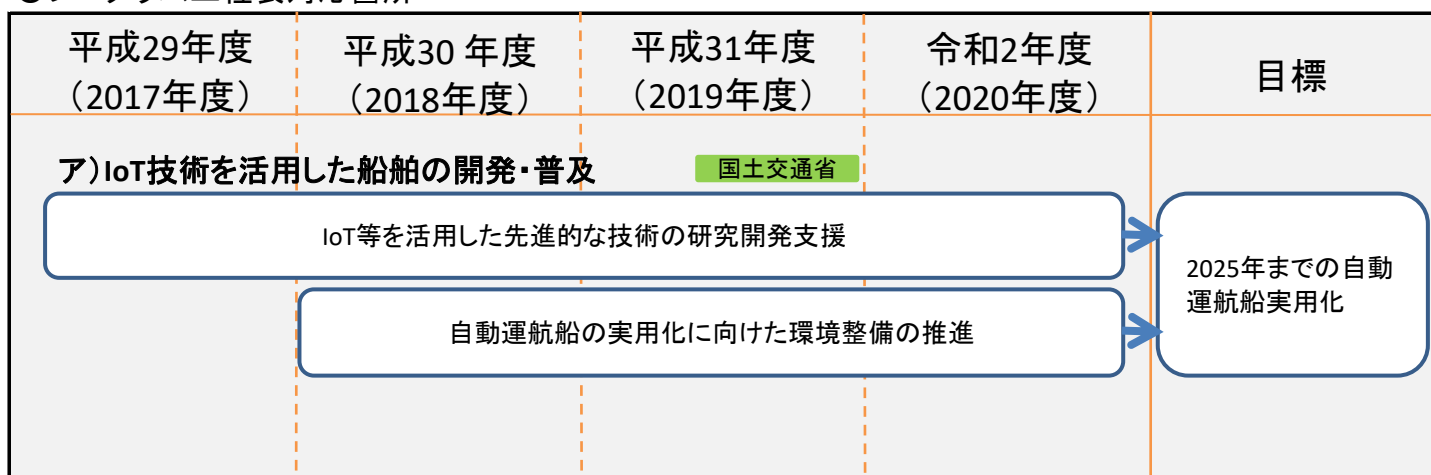 平成29年度
（2017年度）
平成30 年度
（2018年度）
平成31年度
（2019年度）
令和2年度
（2020年度）
目標
ア）IoT技術を活用した船舶の開発・普及
国土交通省
IoT等を活用した先進的な技術の研究開発支援
自動運航船の実用化に向けた環境整備の推進
2025年までの自動
運航船実用化